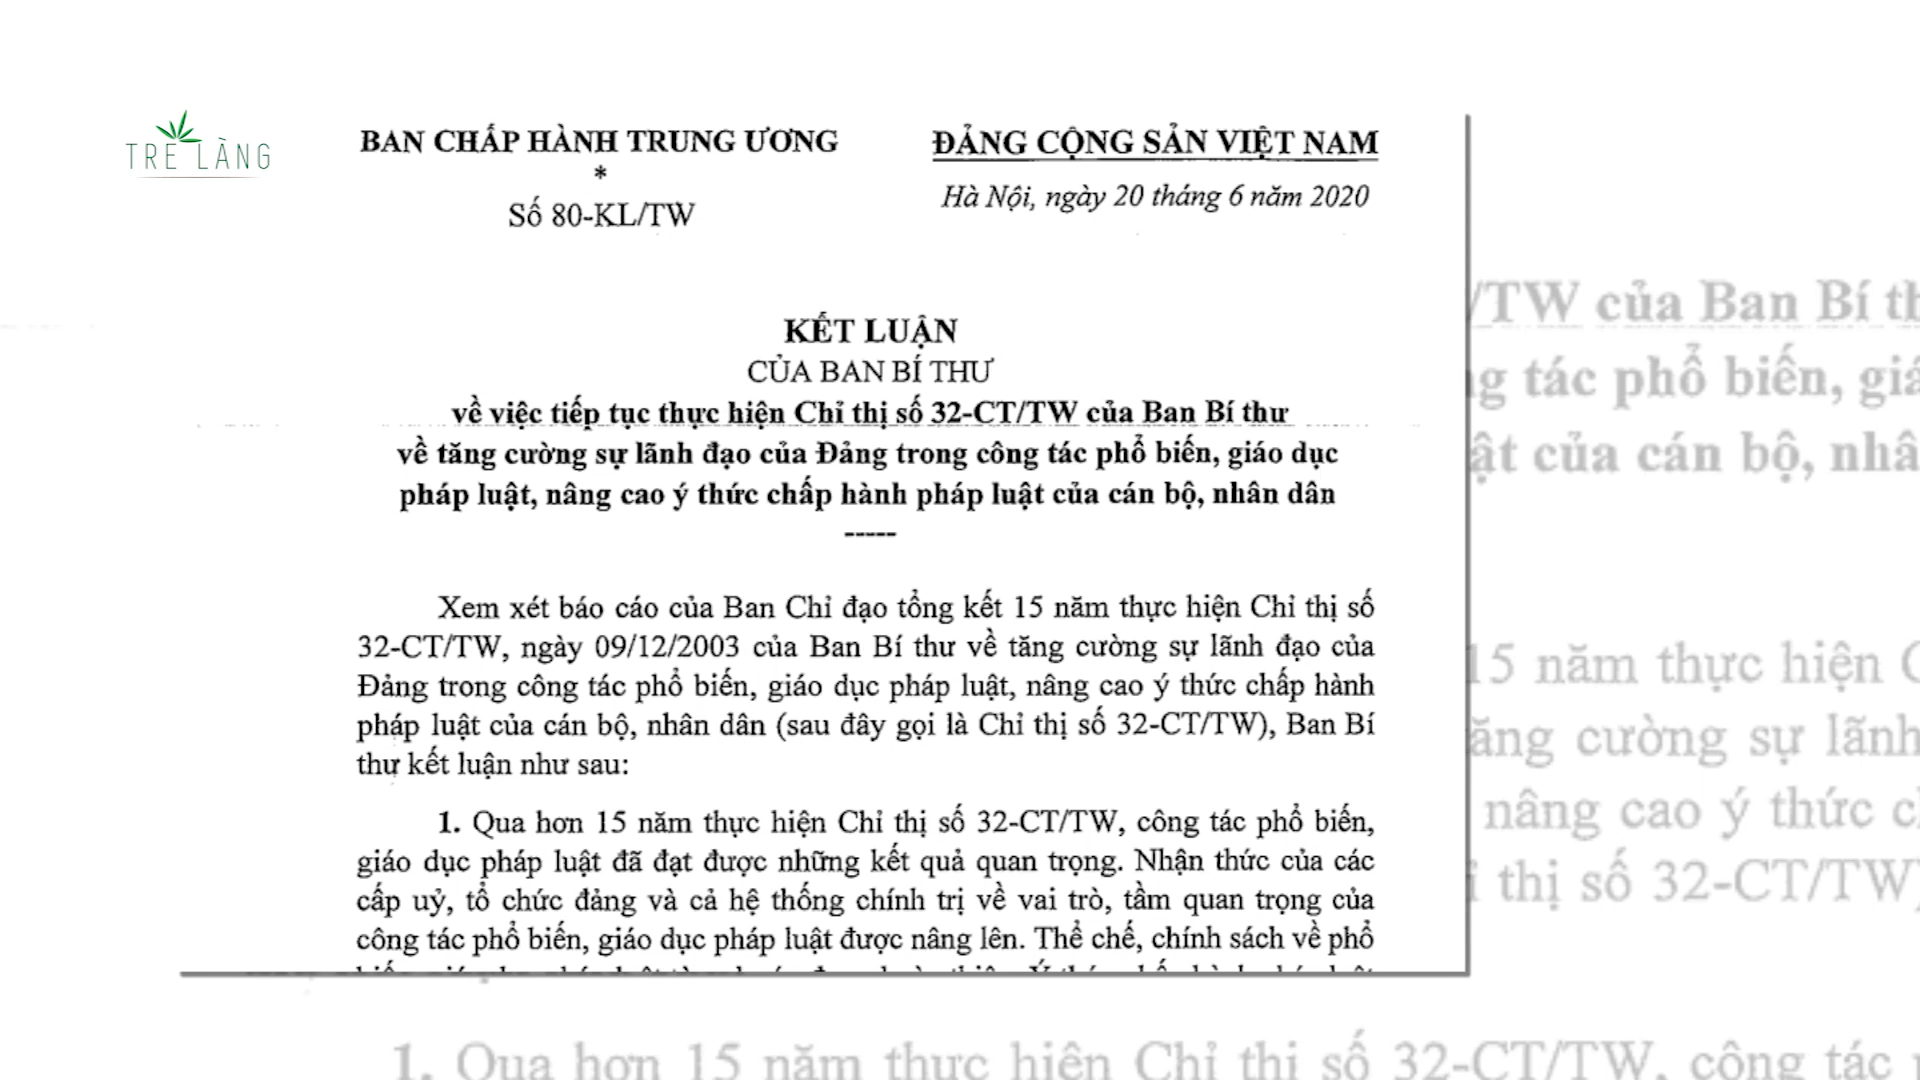 TRE LÀNG
BAN CHẤP HÀNH TRUNG ƯƠNG
*
Số 80-KL/TW
ĐẢNG CỘNG SẢN VIỆT NAM
Hà Nội, ngày 20 tháng 6 năm 2020
KẾT LUẬN
CỦA BAN BÍ THƯ
về việc tiếp tục thực hiện Chỉ thị số 32-CT/TW của Ban Bí thư
về tăng cường sự lãnh đạo của Đảng trong công tác phổ biến, giáo dục
pháp luật, nâng cao ý thức chấp hành pháp luật của cán bộ, nhân dân
-----
Xem xét báo cáo của Ban Chỉ đạo tổng kết 15 năm thực hiện Chỉ thị số
32-CT/TW, ngày 09/12/2003 của Ban Bí thư về tăng cường sự lãnh đạo của
Đảng trong công tác phổ biến, giáo dục pháp luật, nâng cao ý thức chấp hành
pháp luật của cán bộ, nhân dân (sau đây gọi là Chỉ thị số 32-CT/TW), Ban Bí
thư kết luận như sau:
1. Qua hơn 15 năm thực hiện Chỉ thị số 32-CT/TW, công tác phổ biến,
giáo dục pháp luật đã đạt được những kết quả quan trọng. Nhận thức của các
cấp uỷ, tổ chức đảng và cả hệ thống chính trị về vai trò, tầm quan trọng của
công tác phổ biến, giáo dục pháp luật được nâng lên. Thể chế, chính sách về phổ
/TW của Ban Bí
tác phổ biến,
của cán bộ,
15 năm thực hiện
cường sự lãnh
nâng cao ý thức
thị số 32-CT/TW)
1. Qua hơn 15 năm thực hiện Chỉ thị số 32-CT/TW, công tác